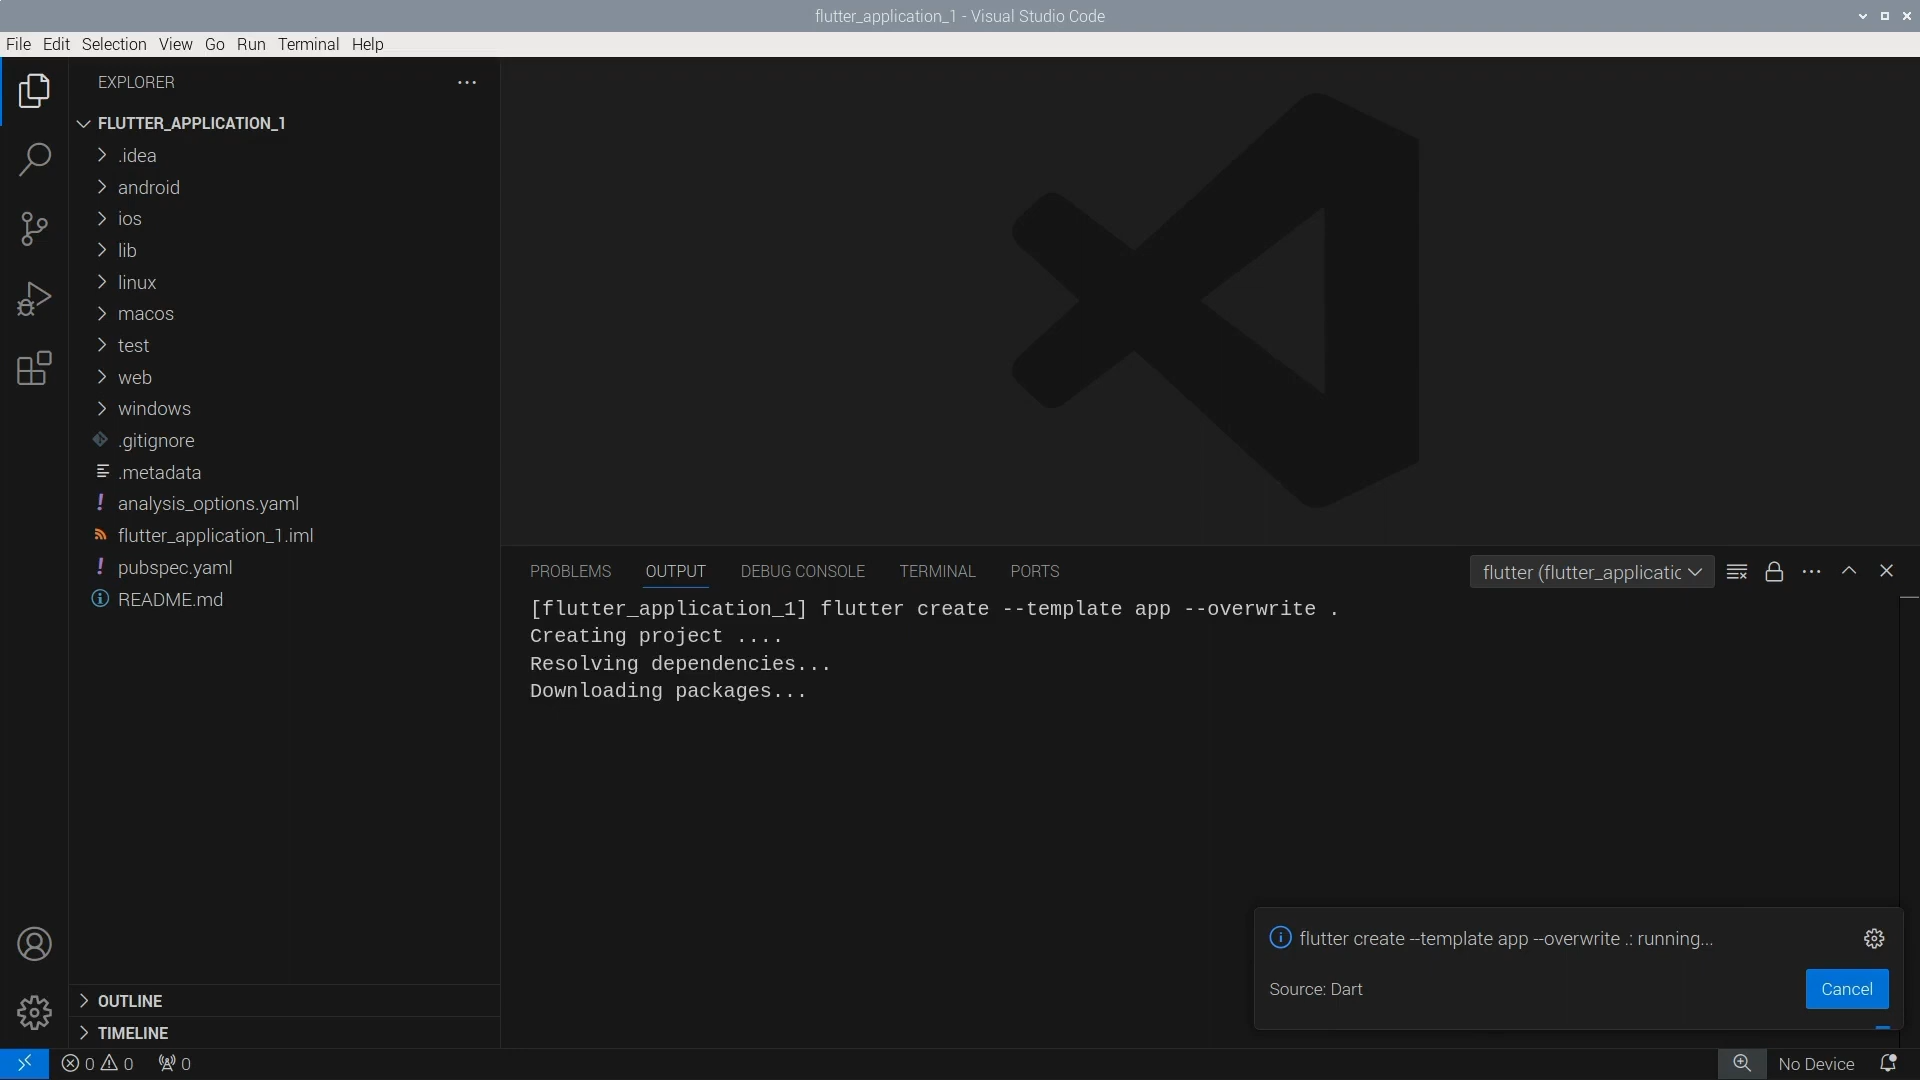 flutter_application_1 - Visual Studio Code
File Edit Selection View Go Run Terminal Help
EXPLORER
FLUTTER_APPLICATION_1
.idea
android
ios
lib
linux
macos
test
web
windows
.gitignore
.metadata
analysis_options.yaml
flutter_application_1.iml
pubspec.yaml
README.md
OUTLINE
TIMELINE
PROBLEMS OUTPUT DEBUG CONSOLE TERMINAL PORTS
flutter (flutter_applicatic
[flutter_application_1] flutter create --template app --overwrite .
Creating project ....
Resolving dependencies...
Downloading packages...
flutter create --template app --overwrite .: running...
Source: Dart
Cancel
0 0 0
No Device